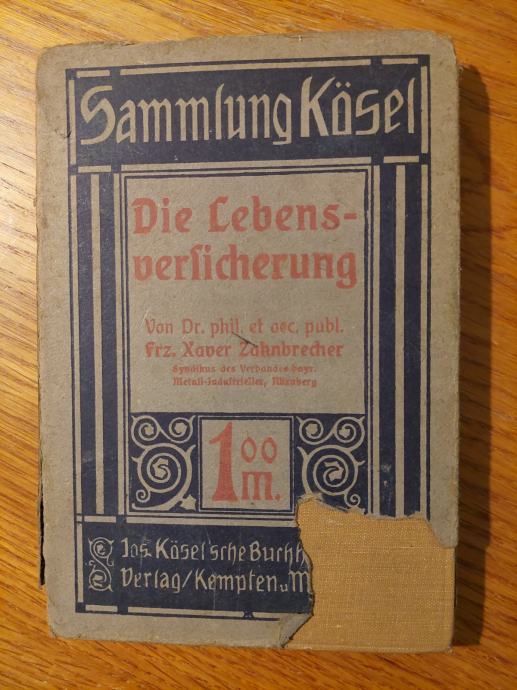 Sammlung Kösel
Die Lebens-
versicherung
Von Dr. phil. et oec. publ.
Frz. Xaver Zahnbrecher
Syndikus des Verbandes bayr.
Metall-Industrieller, Nürnberg
1 00 M.
Jos. Kösel'sche Buchh
Verlag/Kempten u M